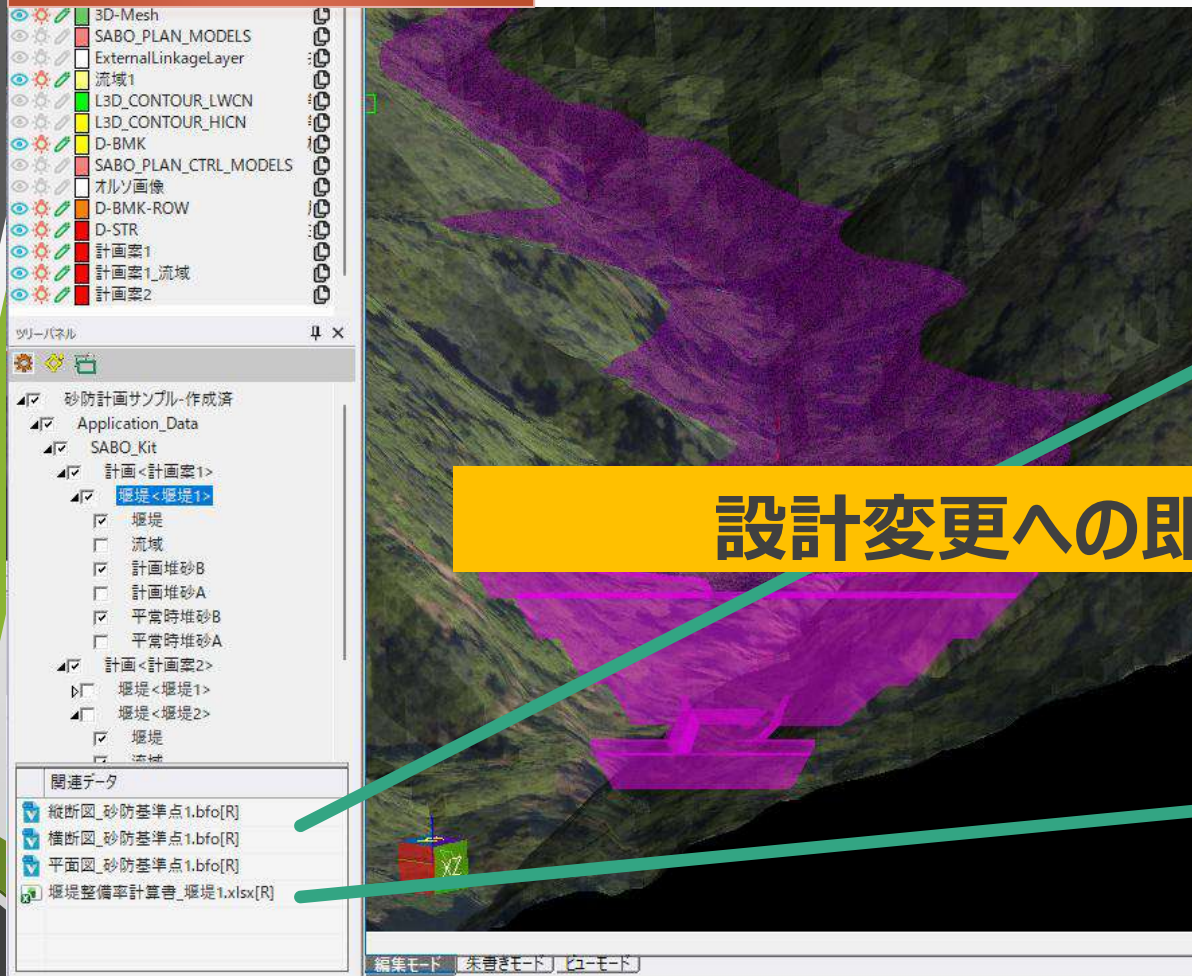 3D-Mesh
SABO_PLAN_MODELS
ExternalLinkageLayer
流域1
L3D_CONTOUR_LWCN
L3D_CONTOUR_HICN
D-BMK
SABO_PLAN_CTRL_MODELS
オルソ画像
D-BMK-ROW
D-STR
計画案1
計画案1_流域
計画案2
ツリーパネル
砂防計画サンプル-作成済
Application_Data
SABO_Kit
計画<計画案1>
堰堤<堰堤1>
堰堤
流域
計画堆砂B
計画堆砂A
平常時堆砂B
平常時堆砂A
計画<計画案2>
堰堤<堰堤1>
堰堤<堰堤2>
堰堤
流域
関連データ
縦断図_砂防基準点1.bfo[R]
横断図_砂防基準点1.bfo[R]
平面図_砂防基準点1.bfo[R]
堰堤整備率計算書_堰堤1.xlsx[R]
設計変更への即
XZ
編集モード 朱書きモード ビューモード